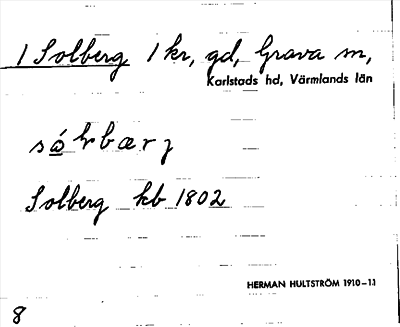 1 Solberg 1 kr, gd, Grava sn,
Karlstads hd, Värmlands län
Solberg kb 1802
HERMAN HULTSTRÖM 1910–11
8